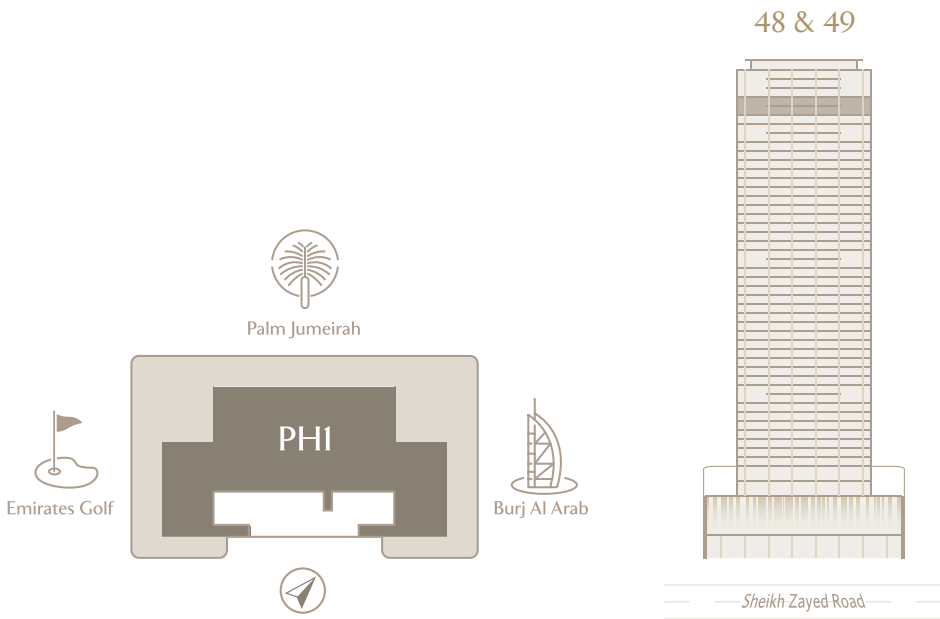 48 & 49
Palm Jumeirah
PH1
Emirates Golf
Burj Al Arab
Sheikh Zayed Road